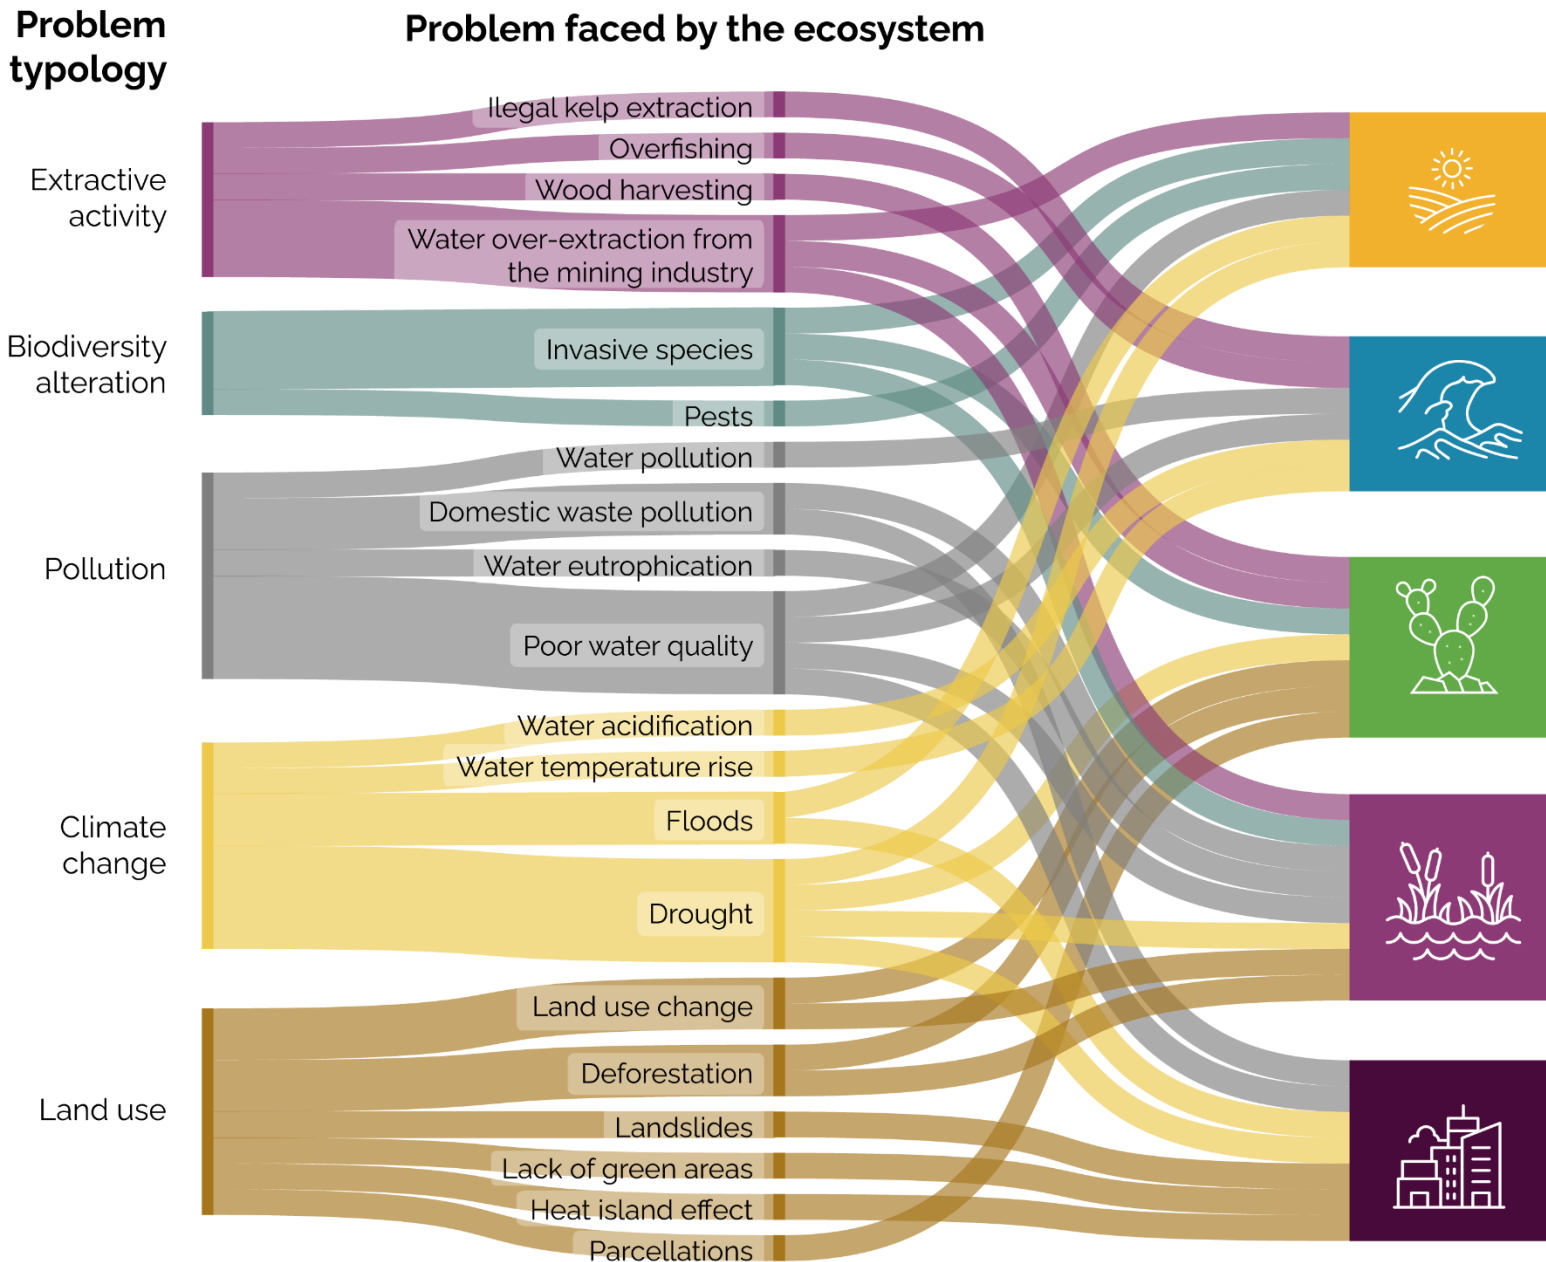 Problem
typology
Problem faced by the ecosystem
Extractive
activity
Biodiversity
alteration
Pollution
Climate
change
Land use
Ilegal kelp extraction
Overfishing
Wood harvesting
Water over-extraction from
the mining industry
Invasive species
Pests
Water pollution
Domestic waste pollution
Water eutrophication
Poor water quality
Water acidification
Water temperature rise
Floods
Drought
Land use change
Deforestation
Landslides
Lack of green areas
Heat island effect
Parcellations